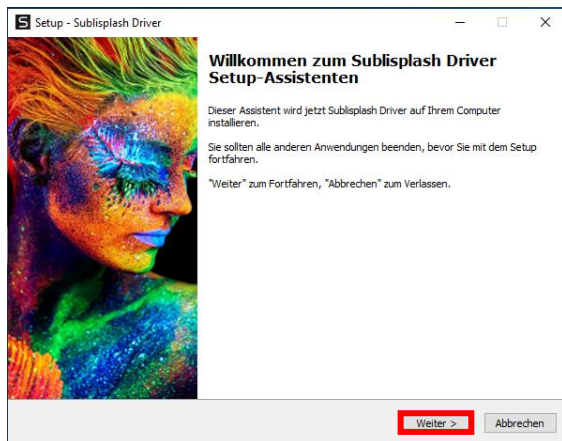 S Setup - Sublisplash Driver
Willkommen zum Sublisplash Driver
Setup-Assistenten
Dieser Assistent wird jetzt Sublisplash Driver auf Ihrem Computer
installieren.
Sie sollten alle anderen Anwendungen beenden, bevor Sie mit dem Setup
fortfahren.
"Weiter" zum Fortfahren, "Abbrechen" zum Verlassen.
Weiter > Abbrechen